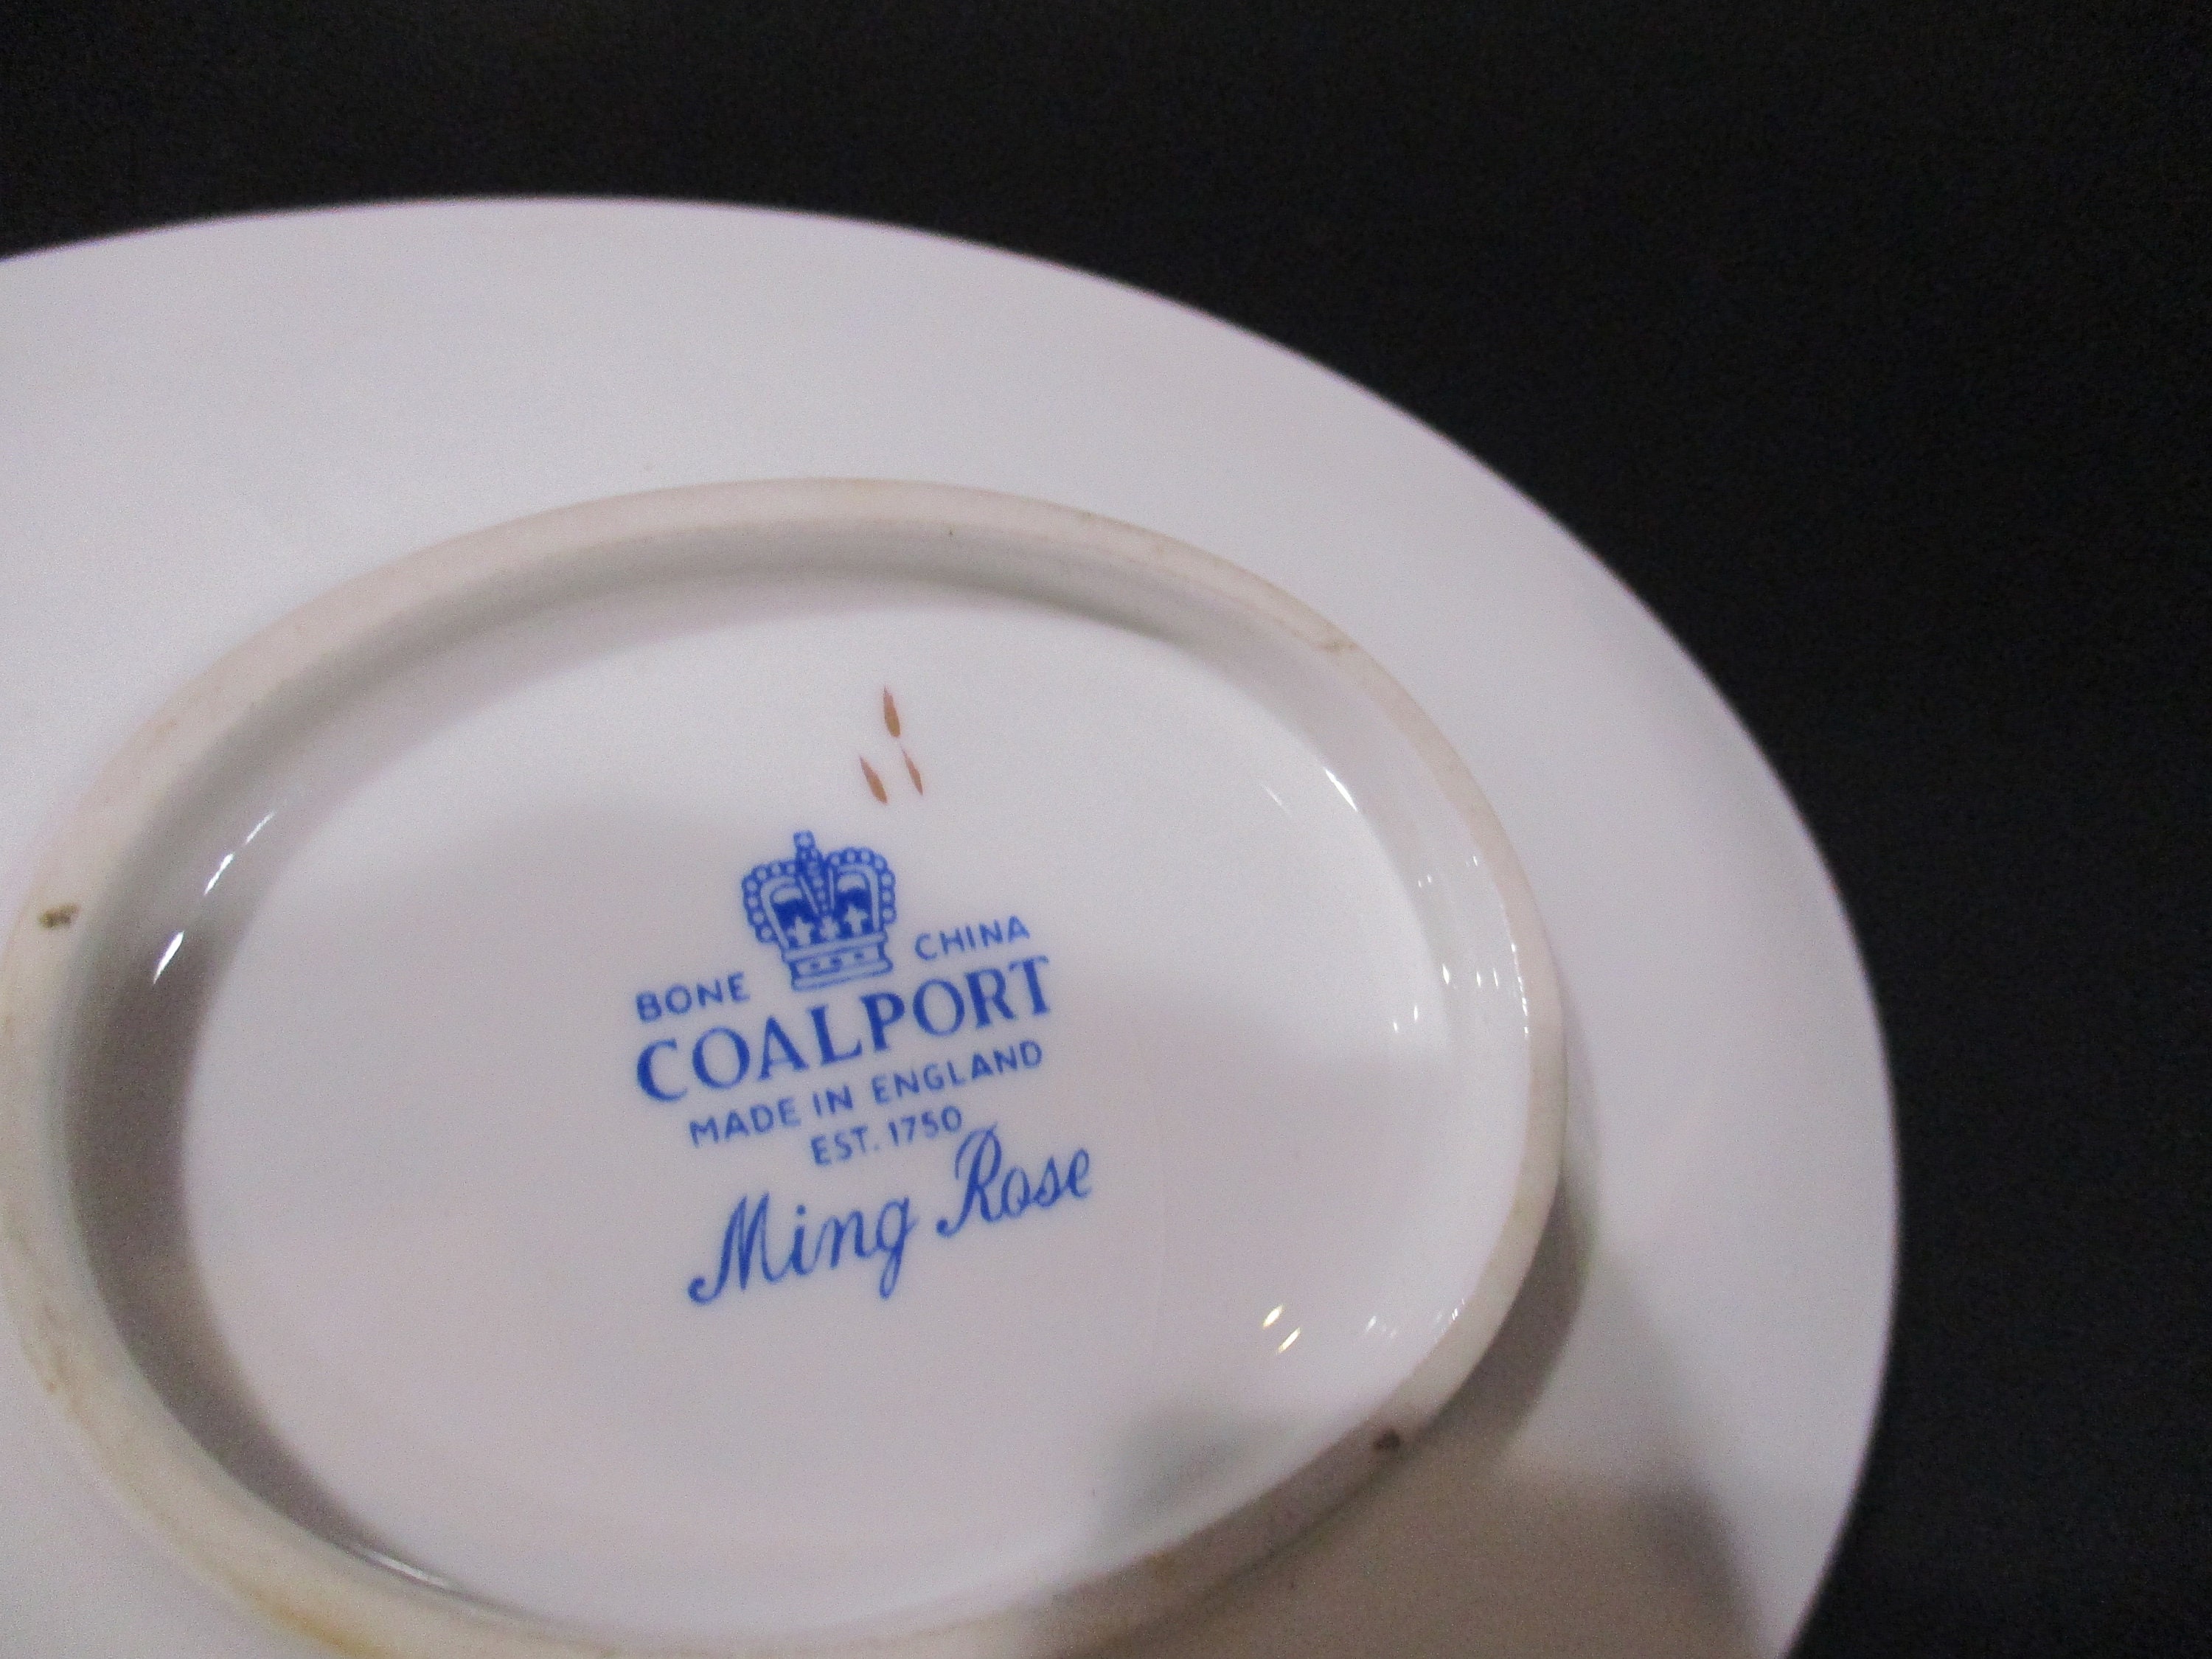 BONE CHINA
COALPORT
MADE IN ENGLAND
EST. 1750
Ming Rose